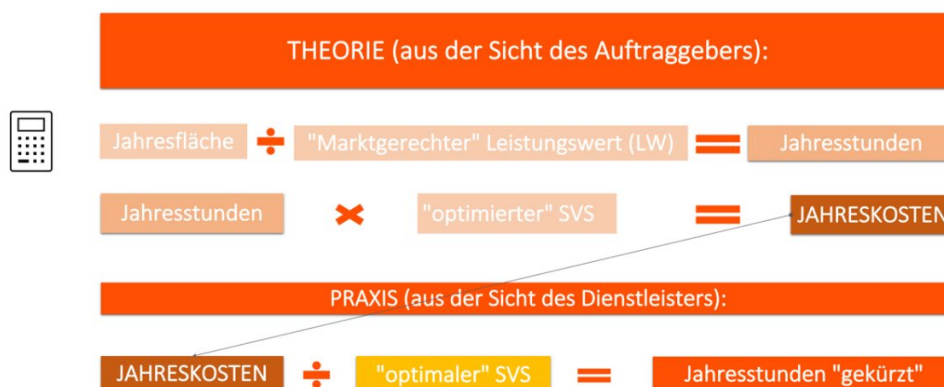 THEORIE (aus der Sicht des Auftraggebers):
Jahresfläche ÷ "Marktgerechter" Leistungswert (LW) = Jahresstunden
Jahresstunden × "optimierter" SVS = JAHRESKOSTEN
PRAXIS (aus der Sicht des Dienstleisters):
JAHRESKOSTEN ÷ "optimaler" SVS = Jahresstunden "gekürzt"